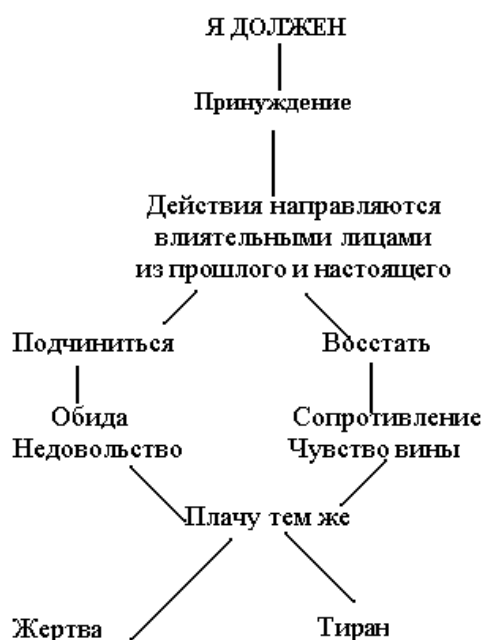 Я ДОЛЖЕН
Принуждение
Действия направляются
влиятельными лицами
из прошлого и настоящего
Подчиниться
Восстать
Обида
Недовольство
Сопротивление
Чувство вины
Плачу тем же
Жертва
Тиран